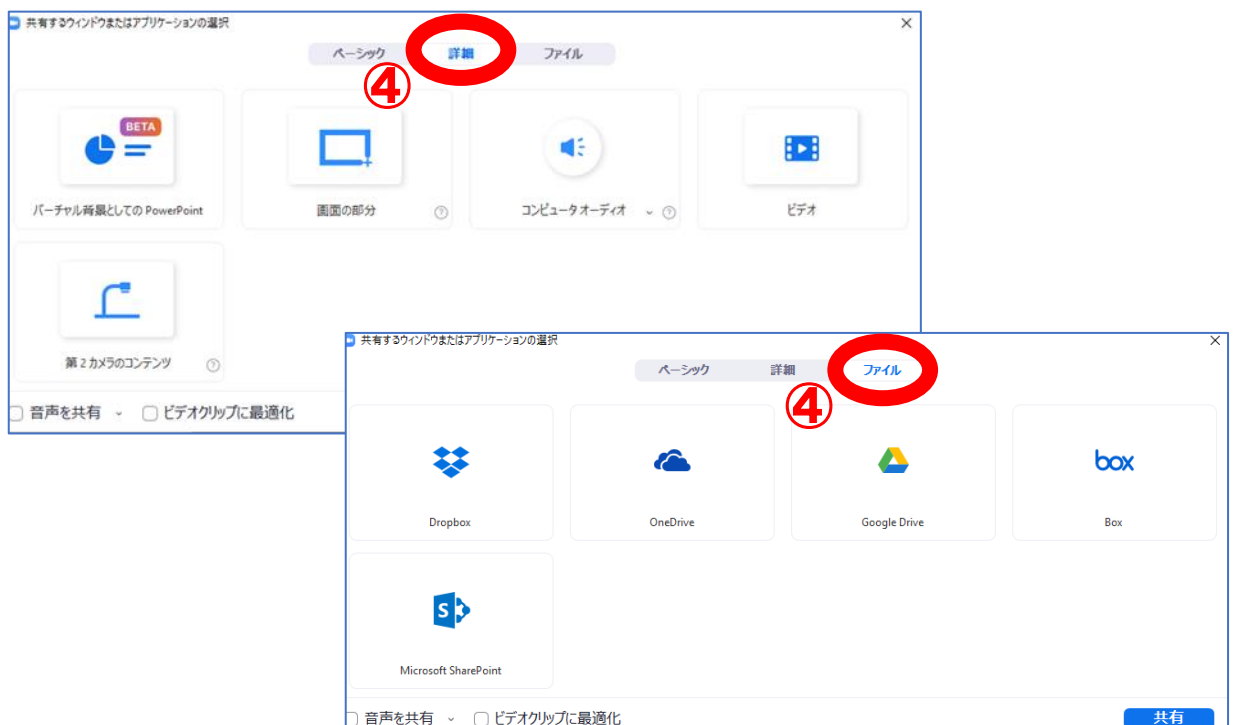 共有するウィンドウまたはアプリケーションの選択
ベーシック 詳細 ファイル
④
BETA
バーチャル背景としての PowerPoint
画面の部分
コンピュータオーディオ
ビデオ
第 2 カメラのコンテンツ
音声を共有 ビデオクリップに最適化
共有するウィンドウまたはアプリケーションの選択
ベーシック 詳細 ファイル
④
box
Dropbox
OneDrive
Google Drive
Box
S
Microsoft SharePoint
音声を共有 ビデオクリップに最適化
共有